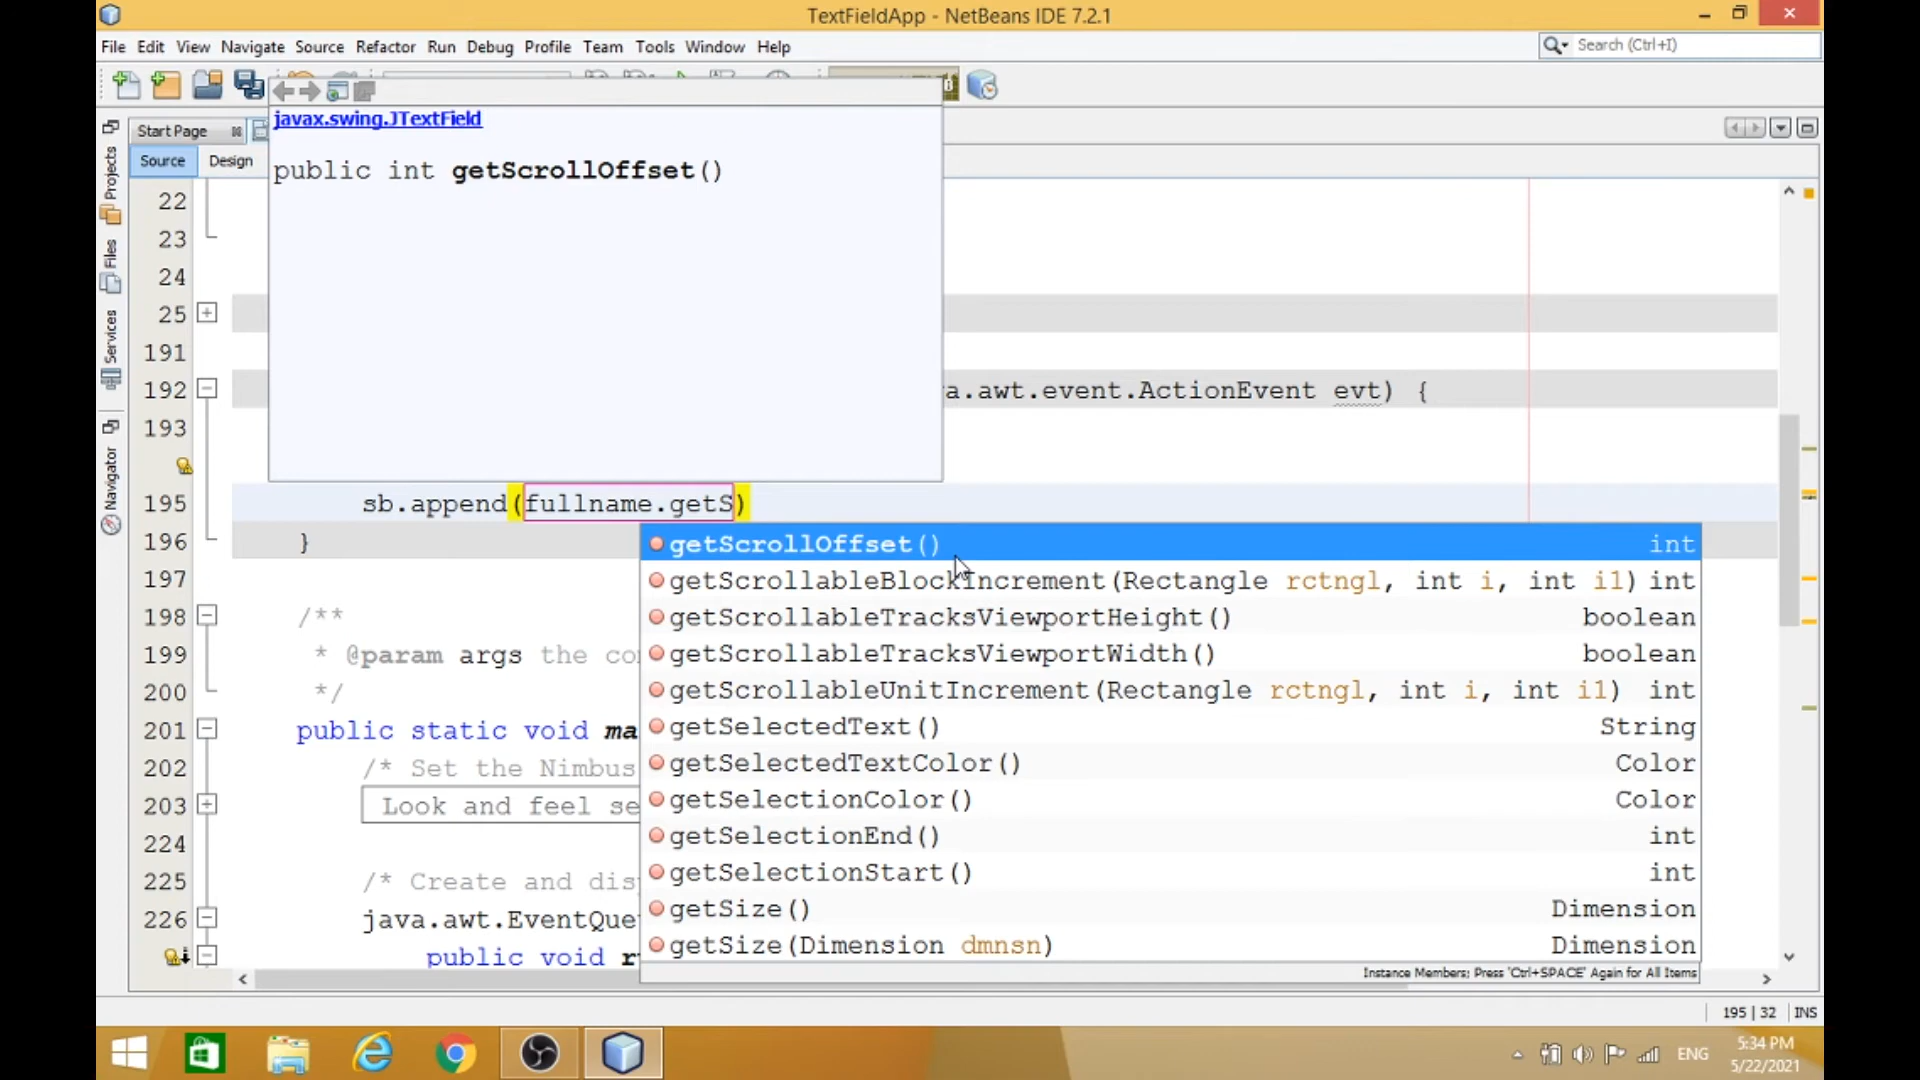 TextFieldApp - NetBeans IDE 7.2.1
File Edit View Navigate Source Refactor Run Debug Profile Team Tools Window Help
Search (Ctrl+I)
Start Page
Source Design
Projects
Files
Services
Navigator
javax.swing.JTextField
public int getScrollOffset()
22
23
24
25
191
192 a.awt.event.ActionEvent evt) {
193
195 sb.append(fullname.getS)
196 }
197
198 /**
199 * @param args the co
200 */
201 public static void ma
202 /* Set the Nimbus
203 Look and feel se
224
225 /* Create and dis
226 java.awt.EventQue
public void r
getScrollOffset() int
getScrollableBlockIncrement(Rectangle rctngl, int i, int i1) int
getScrollableTracksViewportHeight() boolean
getScrollableTracksViewportWidth() boolean
getScrollableUnitIncrement(Rectangle rctngl, int i, int i1) int
getSelectedText() String
getSelectedTextColor() Color
getSelectionColor() Color
getSelectionEnd() int
getSelectionStart() int
getSize() Dimension
getSize(Dimension dmnsn) Dimension
Instance Members; Press 'Ctrl+SPACE' Again for All Items
195 | 32 INS
ENG
5:34 PM
5/22/2021